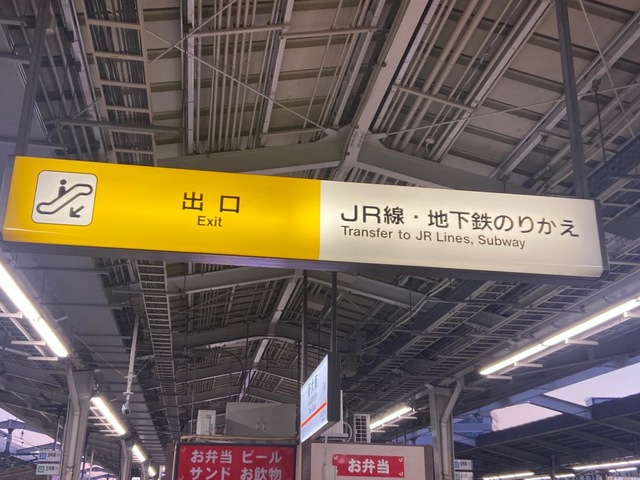 出口
Exit
JR線・地下鉄のりかえ
Transfer to JR Lines, Subway
お弁当 ビール
サンド お飲物
お弁当